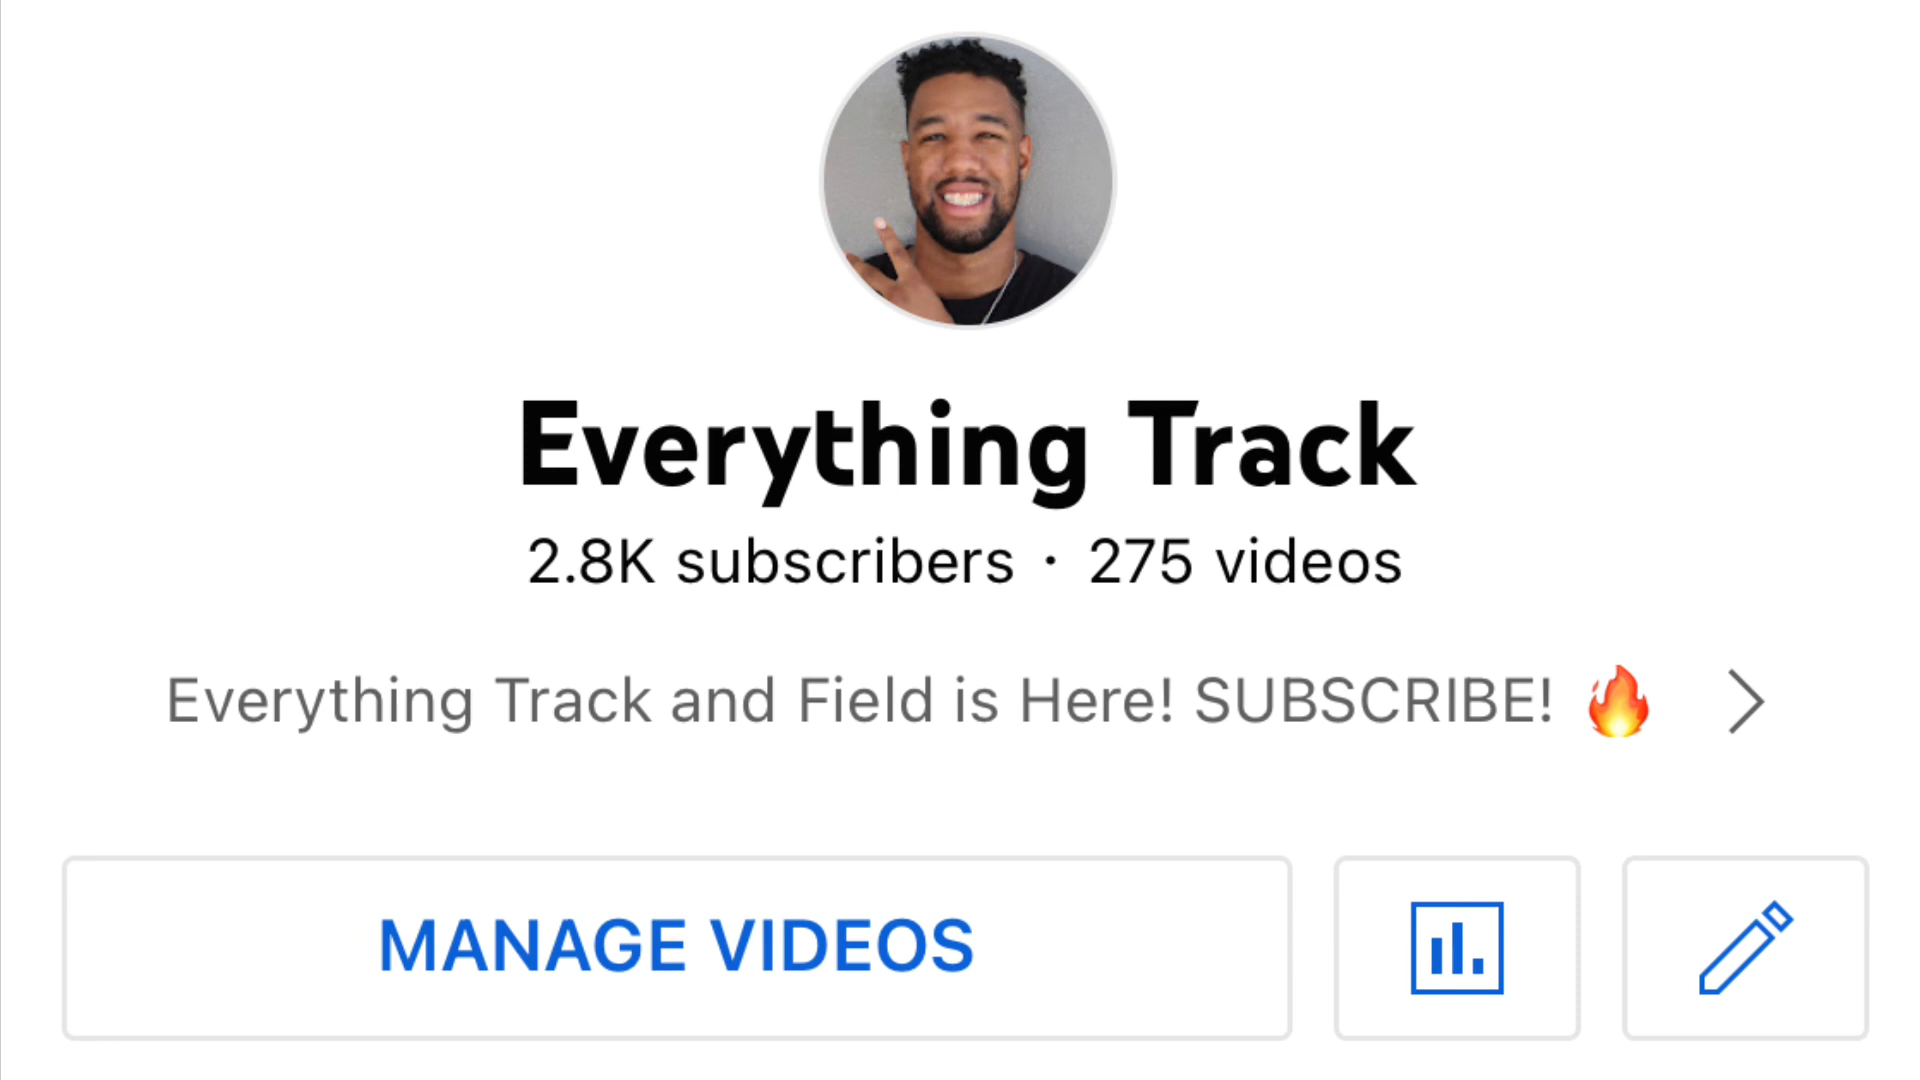 Everything Track
2.8K subscribers · 275 videos
Everything Track and Field is Here! SUBSCRIBE! 🔥
MANAGE VIDEOS